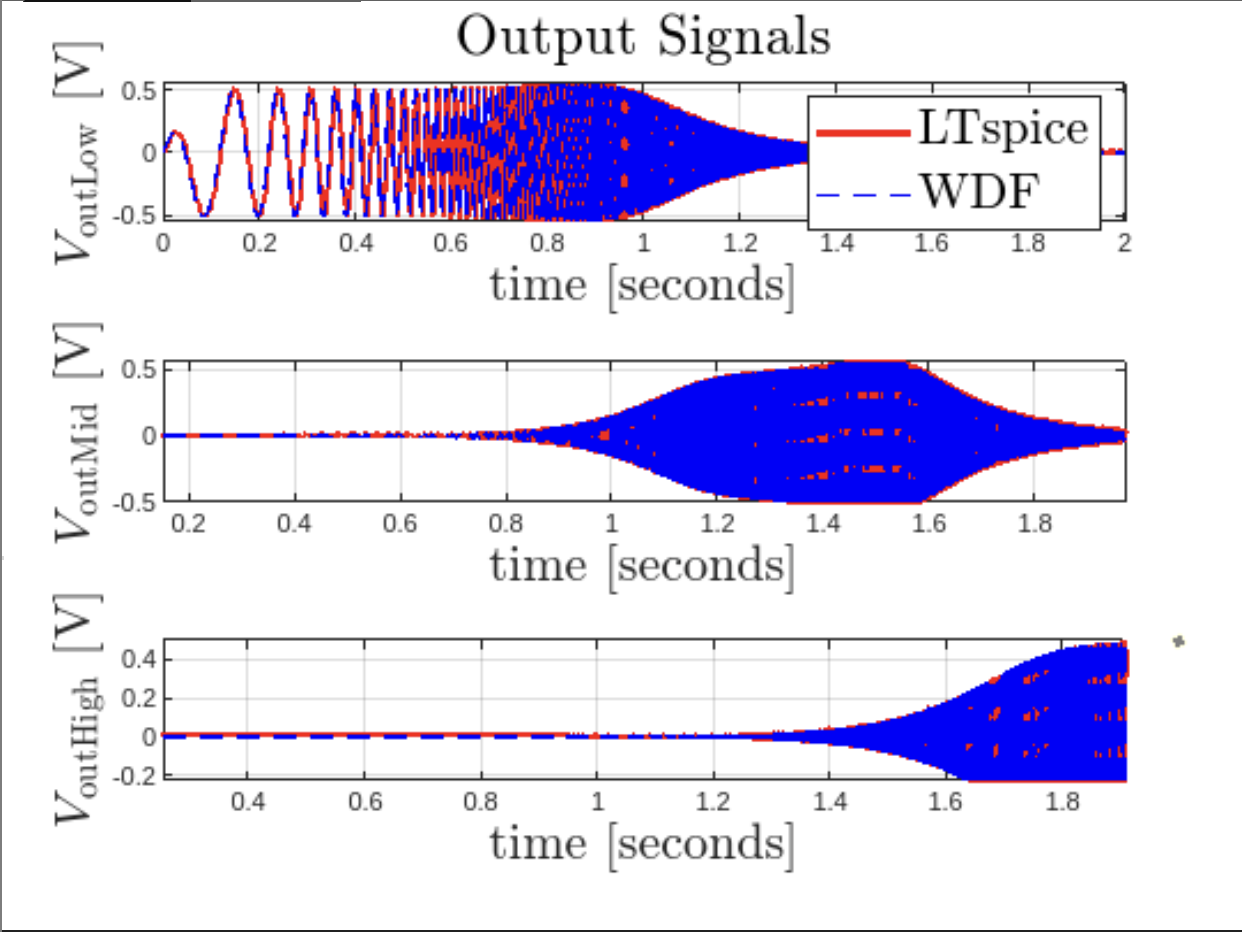 Output Signals
V_outLow [V]
0.5
0
-0.5
LTspice
WDF
0 0.2 0.4 0.6 0.8 1 1.2 1.4 1.6 1.8 2
time [seconds]
V_outMid [V]
0.5
0
-0.5
0.2 0.4 0.6 0.8 1 1.2 1.4 1.6 1.8
time [seconds]
V_outHigh [V]
0.4
0.2
0
-0.2
0.4 0.6 0.8 1 1.2 1.4 1.6 1.8
time [seconds]